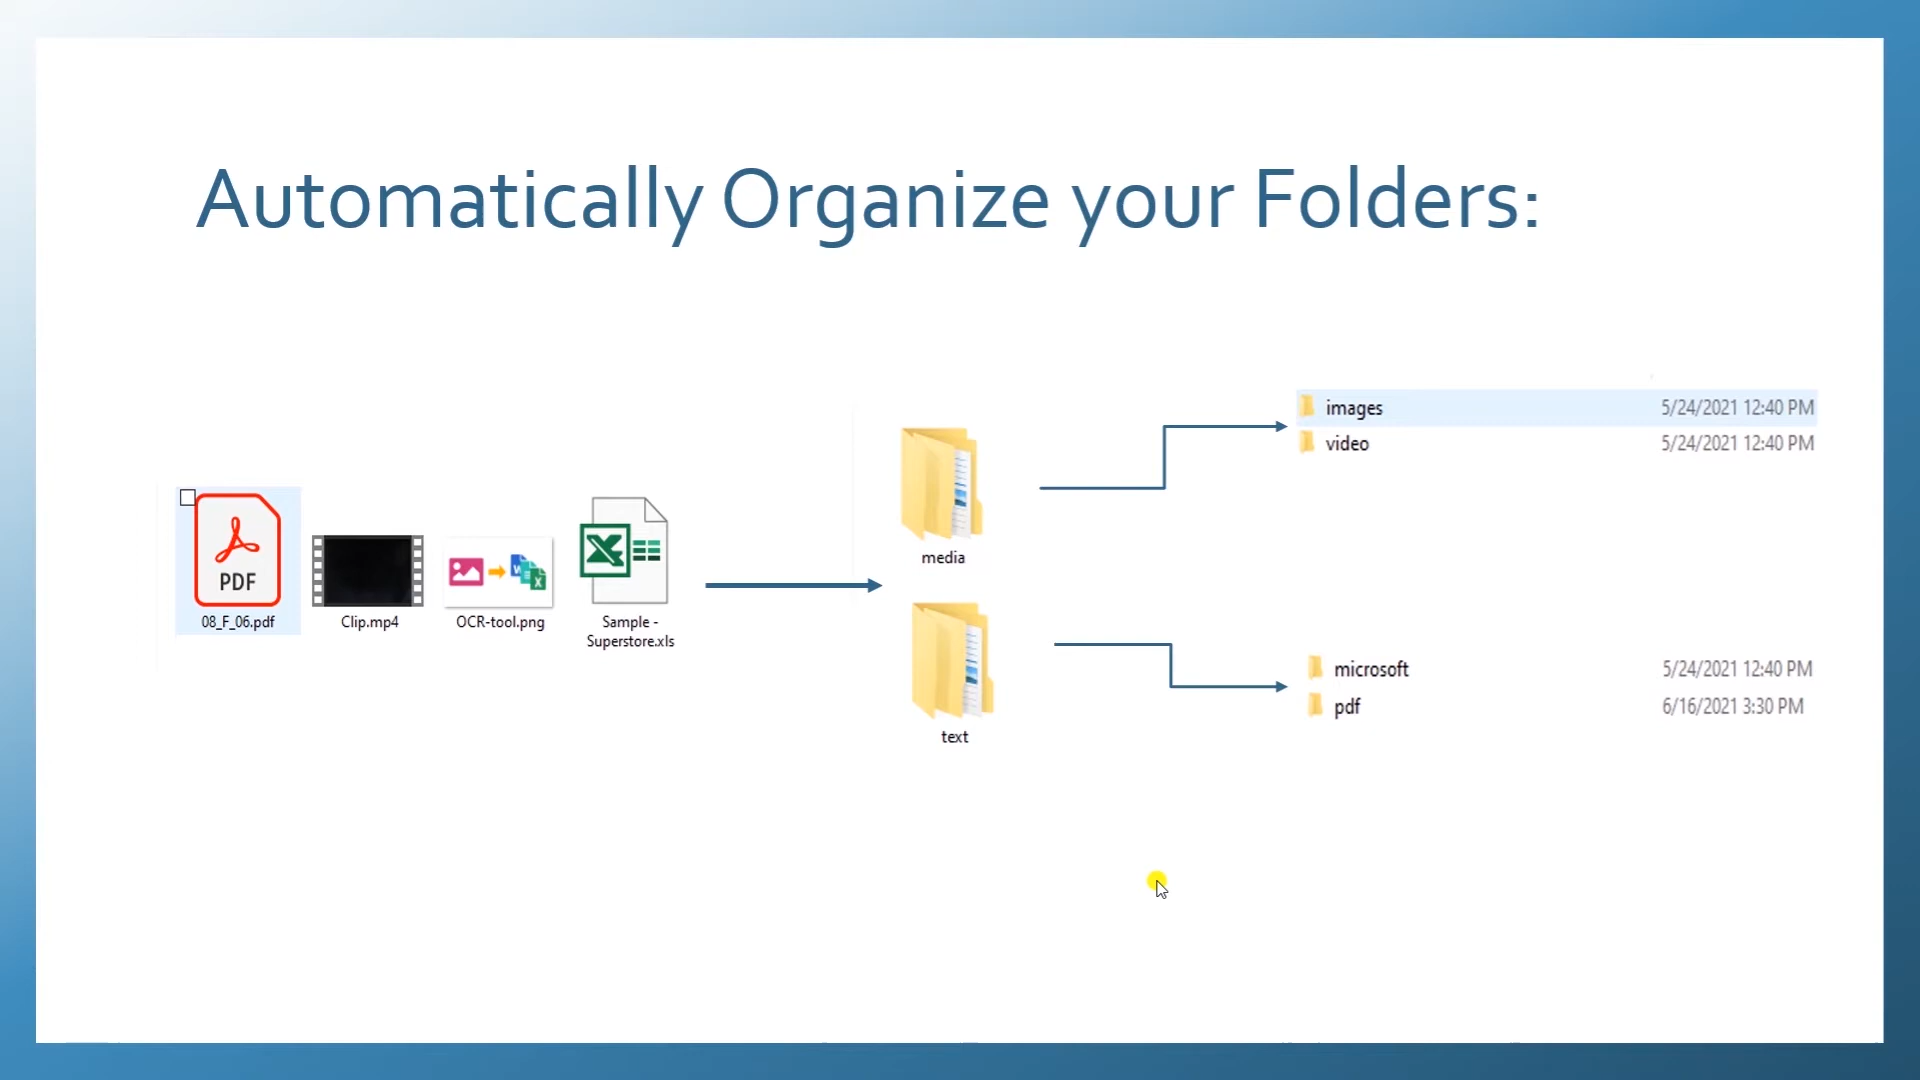 Automatically Organize your Folders:
PDF
08_F_06.pdf
Clip.mp4
OCR-tool.png
Sample -
Superstore.xls
media
text
images 5/24/2021 12:40 PM
video 5/24/2021 12:40 PM
microsoft 5/24/2021 12:40 PM
pdf 6/16/2021 3:30 PM